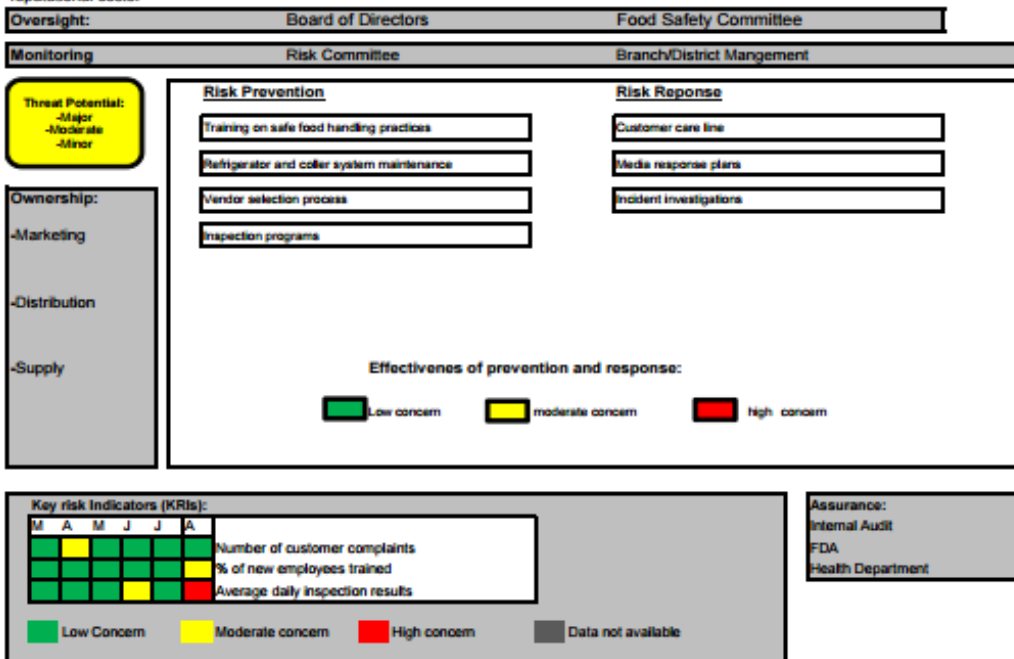 Oversight: Board of Directors Food Safety Committee
Monitoring Risk Committee Branch/District Mangement
Threat Potential:
-Major
-Moderate
-Minor
Risk Prevention Risk Reponse
Training on safe food handling practices Customer care line
Refrigerator and coller system maintenance Media response plans
Vendor selection process Incident investigations
Inspection programs
Ownership:
-Marketing
-Distribution
-Supply
Effectivenes of prevention and response:
Low concern moderate concern high concern
Key risk Indicators (KRIs):
M A M J J A
Number of customer complaints
% of new employees trained
Average daily inspection results
Low Concern Moderate concern High concern Data not available
Assurance:
Internal Audit
FDA
Health Department